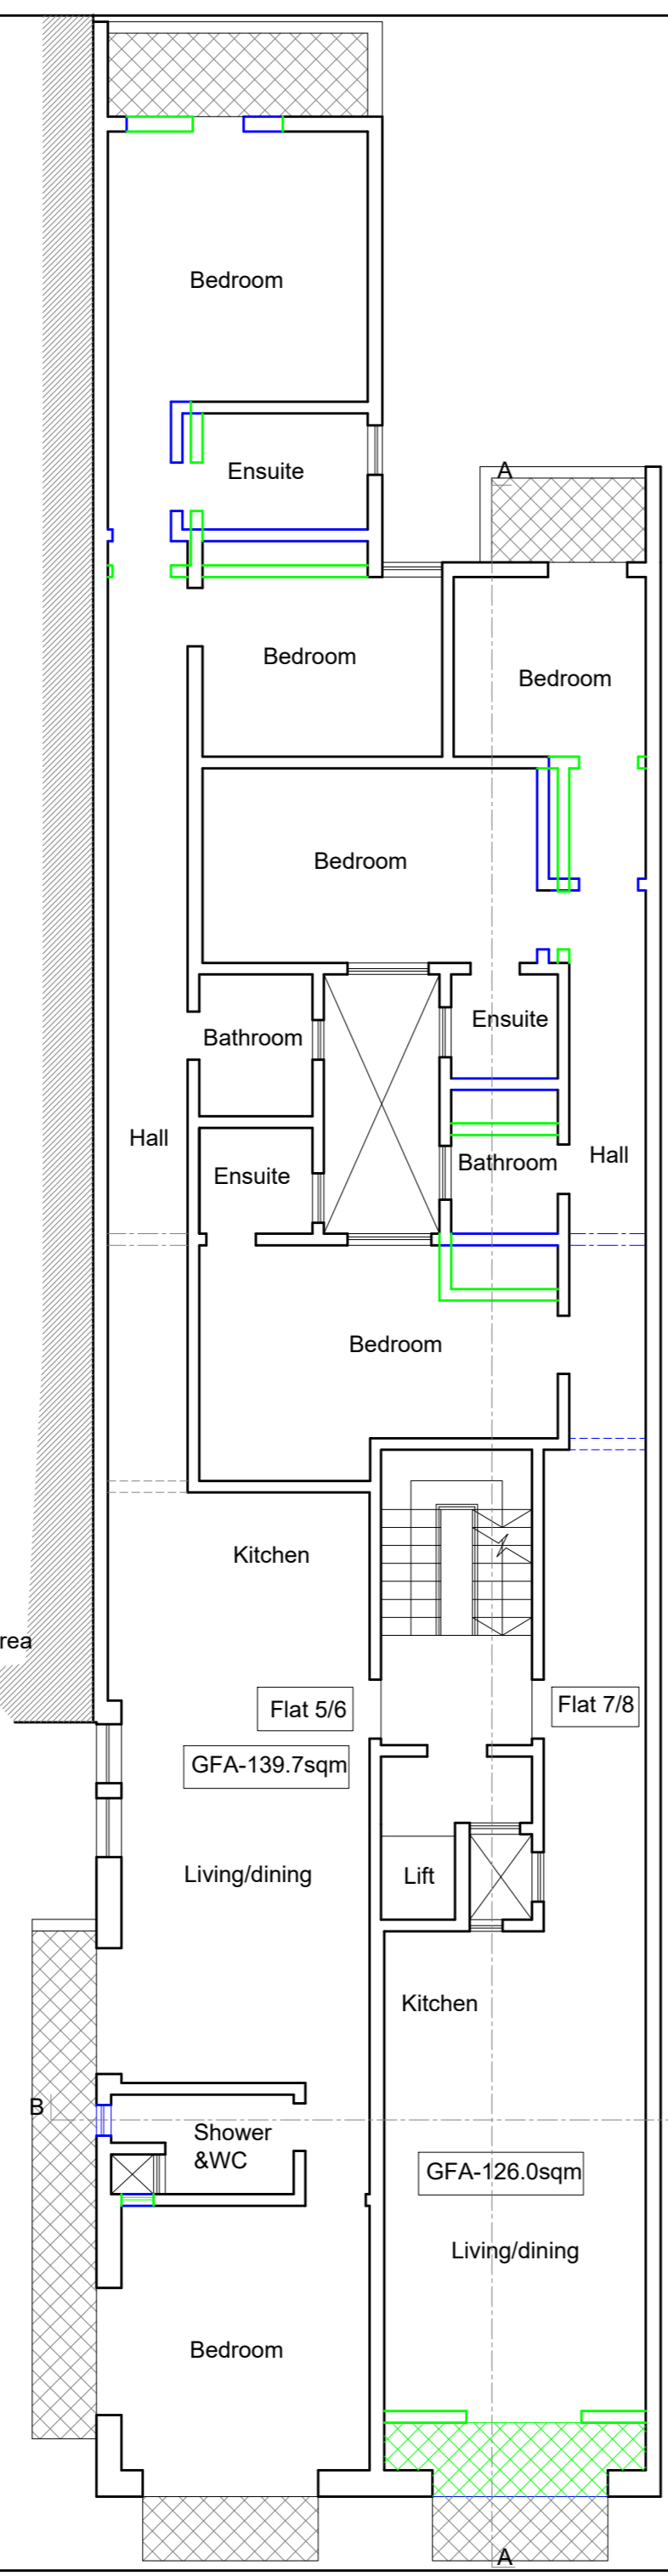 Bedroom
Ensuite
A
Bedroom
Bedroom
Bedroom
Ensuite
Bathroom
Hall
Bathroom
Hall
Ensuite
Bedroom
Kitchen
rea
Flat 5/6
Flat 7/8
GFA-139.7sqm
Living/dining
Lift
Kitchen
B
Shower
&WC
GFA-126.0sqm
Living/dining
Bedroom
A